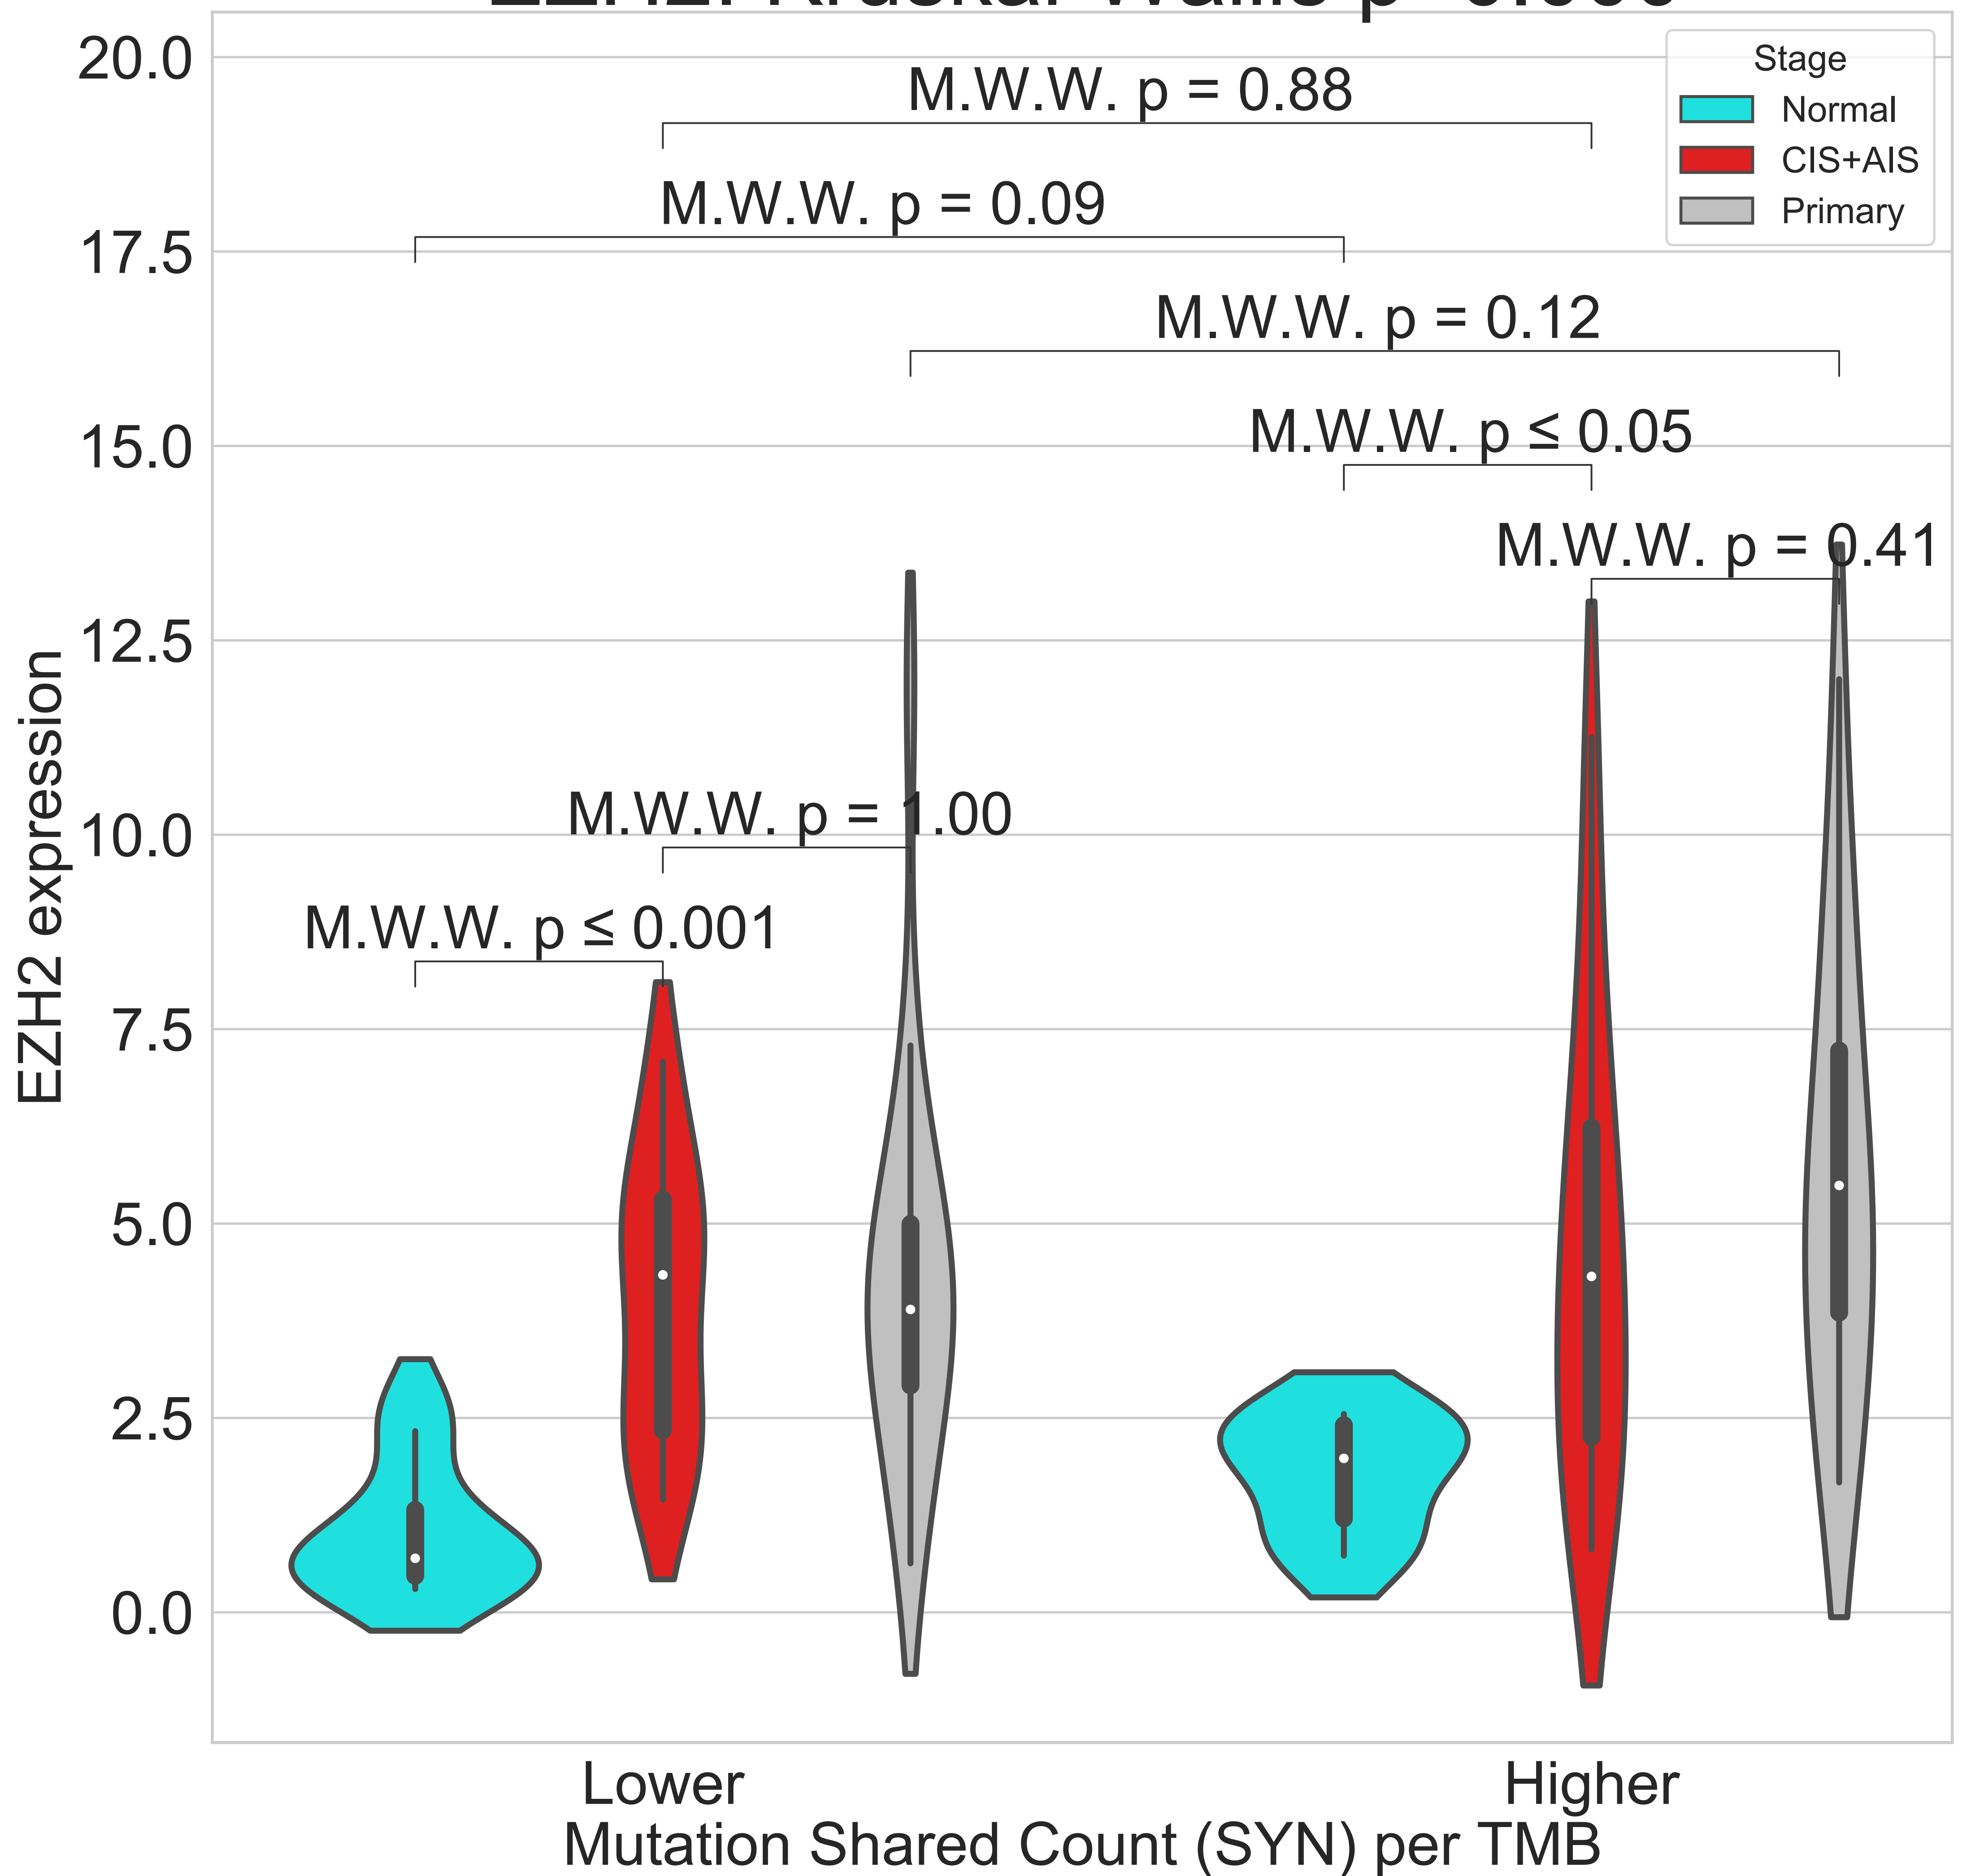 20.0
17.5
15.0
12.5
10.0
7.5
5.0
2.5
0.0
EZH2 expression
M.W.W. p = 0.88
M.W.W. p = 0.09
M.W.W. p = 0.12
M.W.W. p ≤ 0.05
M.W.W. p = 0.41
M.W.W. p = 1.00
M.W.W. p ≤ 0.001
Stage
Normal
CIS+AIS
Primary
Lower
Higher
Mutation Shared Count (SYN) per TMB